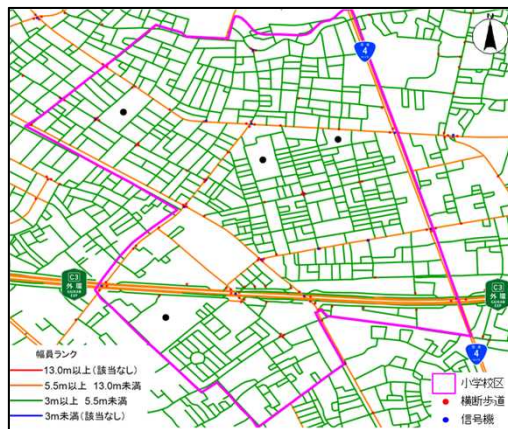 N
4
C3
外環
C3
外環
4
幅員ランク
13.0m以上(該当なし)
5.5m以上 13.0m未満
3m以上 5.5m未満
3m未満(該当なし)
小学校区
横断歩道
信号機